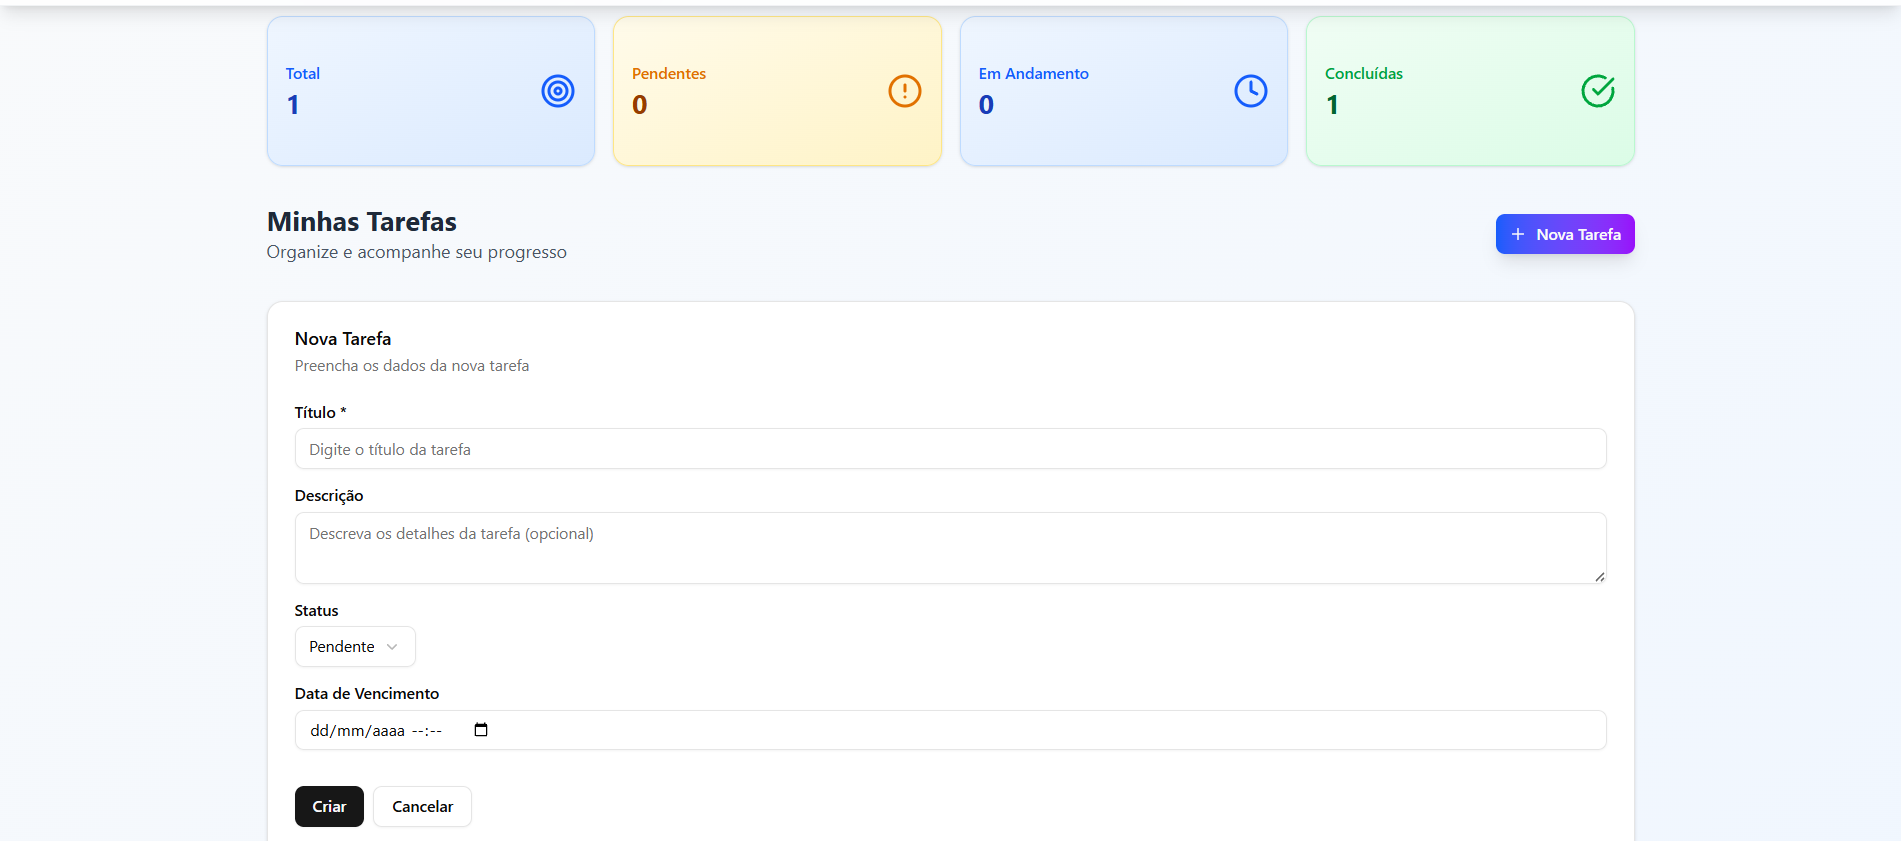 Total
1
Pendentes
0
Em Andamento
0
Concluídas
1
Minhas Tarefas
Organize e acompanhe seu progresso
+ Nova Tarefa
Nova Tarefa
Preencha os dados da nova tarefa
Título *
Digite o título da tarefa
Descrição
Descreva os detalhes da tarefa (opcional)
Status
Pendente
Data de Vencimento
dd/mm/aaaa --:--
Criar
Cancelar